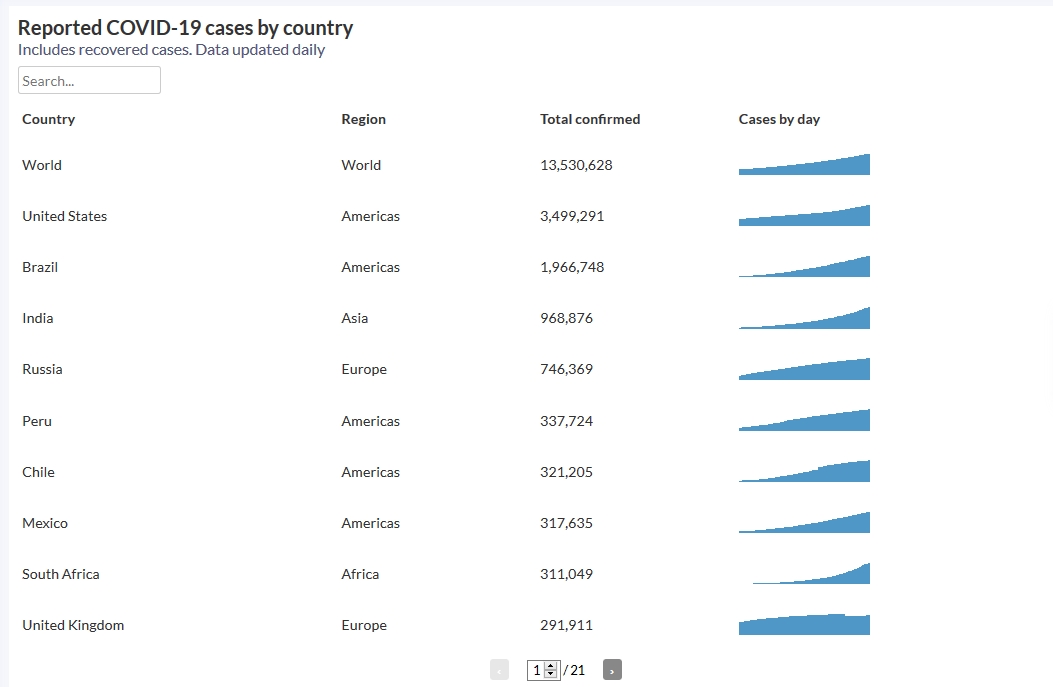 Reported COVID-19 cases by country
Includes recovered cases. Data updated daily
Search...
Country Region Total confirmed Cases by day
World World 13,530,628
United States Americas 3,499,291
Brazil Americas 1,966,748
India Asia 968,876
Russia Europe 746,369
Peru Americas 337,724
Chile Americas 321,205
Mexico Americas 317,635
South Africa Africa 311,049
United Kingdom Europe 291,911
‹ 1 / 21 ›